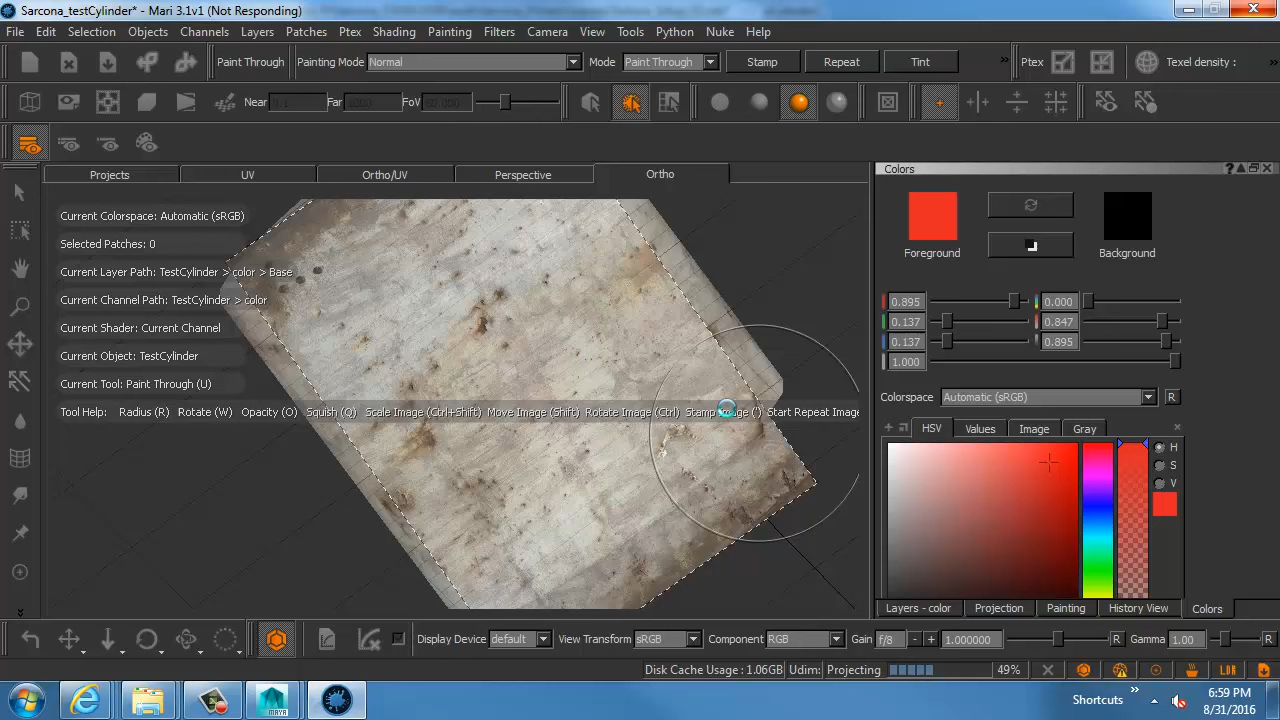 Sarcona_testCylinder* - Mari 3.1v1 (Not Responding)
File Edit Selection Objects Channels Layers Patches Ptex Shading Painting Filters Camera View Tools Python Nuke Help
Paint Through Painting Mode Normal Mode Paint Through Stamp Repeat Tint » Ptex Texel density : »
Near 0.1 Far 1000 FoV
Projects UV Ortho/UV Perspective Ortho
Colors
Current Colorspace: Automatic (sRGB)
Selected Patches: 0
Current Layer Path: TestCylinder > color > Base
Current Channel Path: TestCylinder > color
Current Shader: Current Channel
Current Object: TestCylinder
Current Tool: Paint Through (U)
Tool Help: Radius (R) Rotate (W) Opacity (O) Squish (Q) Scale Image (Ctrl+Shift) Move Image (Shift) Rotate Image (Ctrl) Stamp Image (') Start Repeat Image
Foreground Background
0.895 0.000
0.137 0.847
0.137 0.895
1.000
Colorspace Automatic (sRGB) R
HSV Values Image Gray
H
S
V
Layers - color Projection Painting History View Colors
Display Device default View Transform sRGB Component RGB Gain f/8 - + 1.000000 R Gamma 1.00 R
Disk Cache Usage : 1.06GB Udim: Projecting 49% LDR
MAYA
Shortcuts »
6:59 PM
8/31/2016